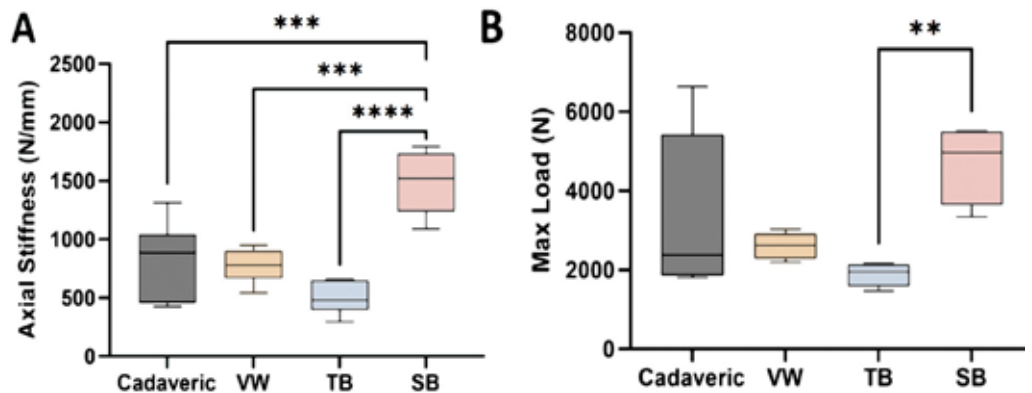 A
Axial Stiffness (N/mm)
2500
2000
1500
1000
500
0
***
***
****
Cadaveric VW TB SB
B
Max Load (N)
8000
6000
4000
2000
0
**
Cadaveric VW TB SB